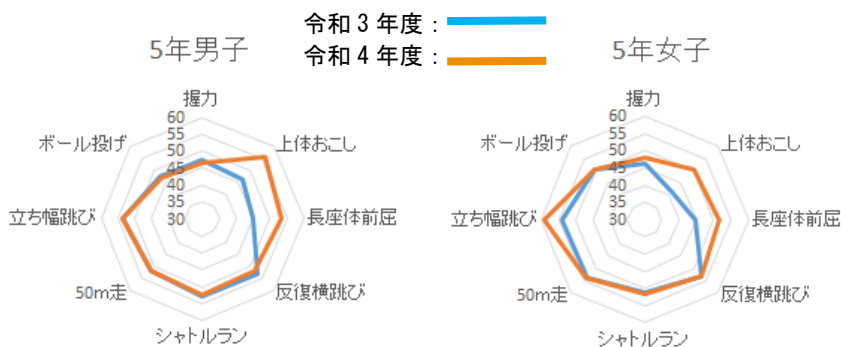 令和３年度：
令和４年度：
5年男子
握力
上体おこし
長座体前屈
反復横跳び
シャトルラン
50m走
立ち幅跳び
ボール投げ
60
55
50
45
40
35
30
5年女子
握力
上体おこし
長座体前屈
反復横跳び
シャトルラン
50m走
立ち幅跳び
ボール投げ
60
55
50
45
40
35
30